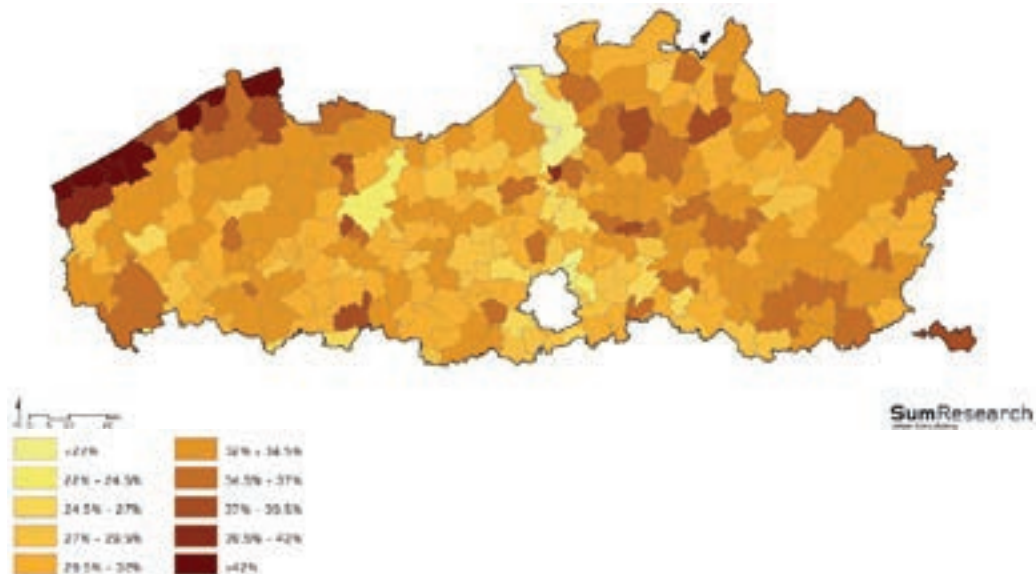 SumResearch
<22%
22% - 24.5%
24.5% - 27%
27% - 29.5%
29.5% - 32%
32% - 34.5%
34.5% - 37%
37% - 39.5%
39.5% - 42%
>42%